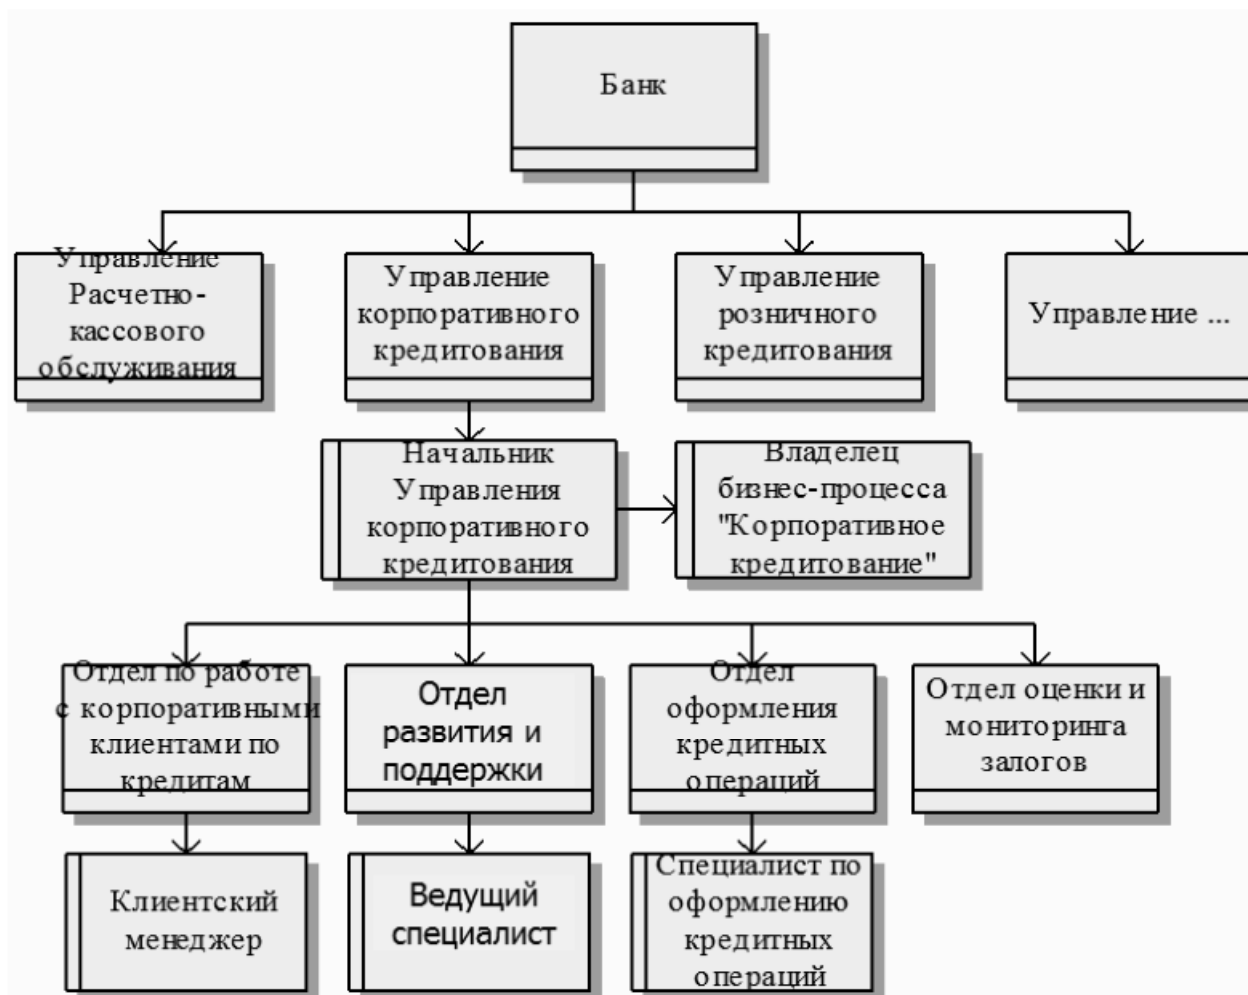 Банк
Управление
Расчетно-
кассового
обслуживания
Управление
корпоративного
кредитования
Управление
розничного
кредитования
Управление ...
Начальник
Управления
корпоративного
кредитования
Владелец
бизнес-процесса
"Корпоративное
кредитование"
Отдел по работе
с корпоративными
клиентами по
кредитам
Отдел
развития и
поддержки
Отдел
оформления
кредитных
операций
Отдел оценки и
мониторинга
залогов
Клиентский
менеджер
Ведущий
специалист
Специалист по
оформлению
кредитных
операций